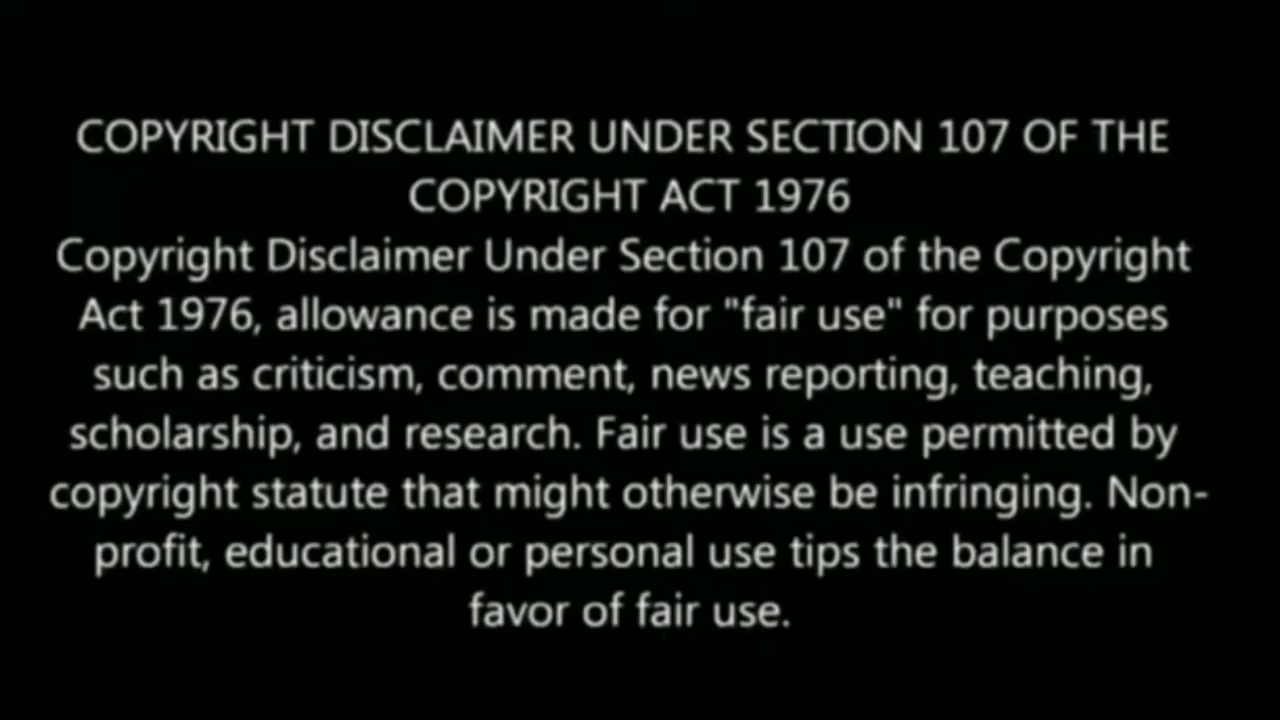 COPYRIGHT DISCLAIMER UNDER SECTION 107 OF THE
COPYRIGHT ACT 1976
Copyright Disclaimer Under Section 107 of the Copyright
Act 1976, allowance is made for "fair use" for purposes
such as criticism, comment, news reporting, teaching,
scholarship, and research. Fair use is a use permitted by
copyright statute that might otherwise be infringing. Non-
profit, educational or personal use tips the balance in
favor of fair use.